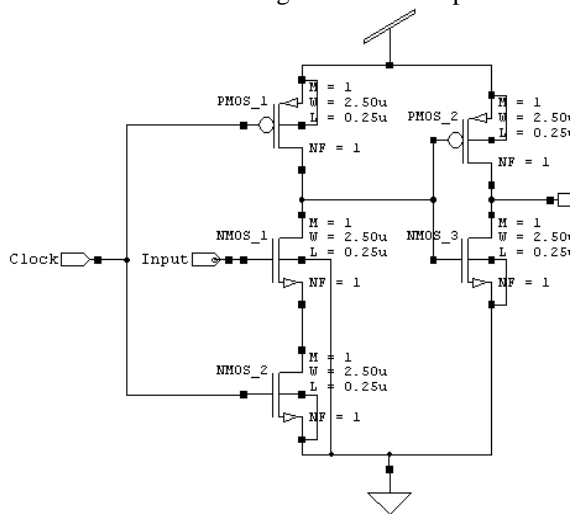 PMOS_1
M = 1
W = 2.50u
L = 0.25u
NF = 1
PMOS_2
M = 1
W = 2.50u
L = 0.25u
NF = 1
Clock
Input
NMOS_1
M = 1
W = 2.50u
L = 0.25u
NF = 1
NMOS_3
M = 1
W = 2.50u
L = 0.25u
NF = 1
NMOS_2
M = 1
W = 2.50u
L = 0.25u
NF = 1